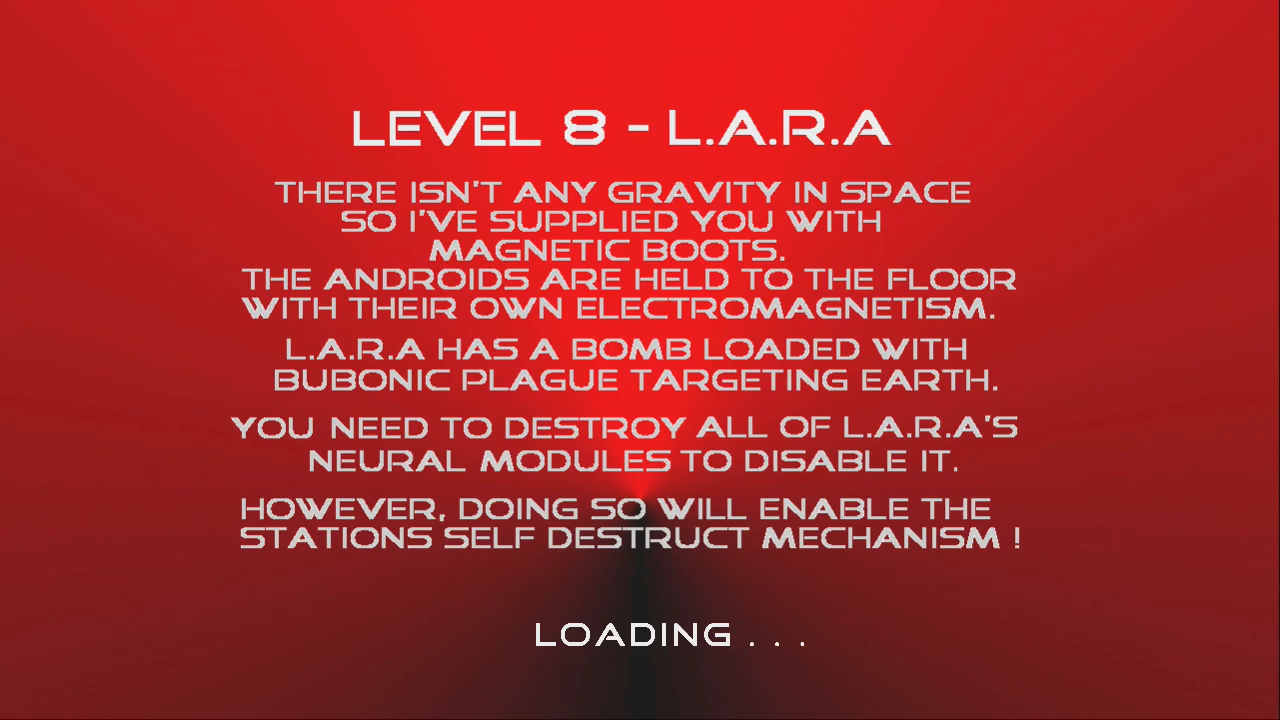 LEVEL 8 - L.A.R.A
THERE ISN'T ANY GRAVITY IN SPACE
SO I'VE SUPPLIED YOU WITH
MAGNETIC BOOTS.
THE ANDROIDS ARE HELD TO THE FLOOR
WITH THEIR OWN ELECTROMAGNETISM.
L.A.R.A HAS A BOMB LOADED WITH
BUBONIC PLAGUE TARGETING EARTH.
YOU NEED TO DESTROY ALL OF L.A.R.A'S
NEURAL MODULES TO DISABLE IT.
HOWEVER, DOING SO WILL ENABLE THE
STATIONS SELF DESTRUCT MECHANISM !
LOADING . . .